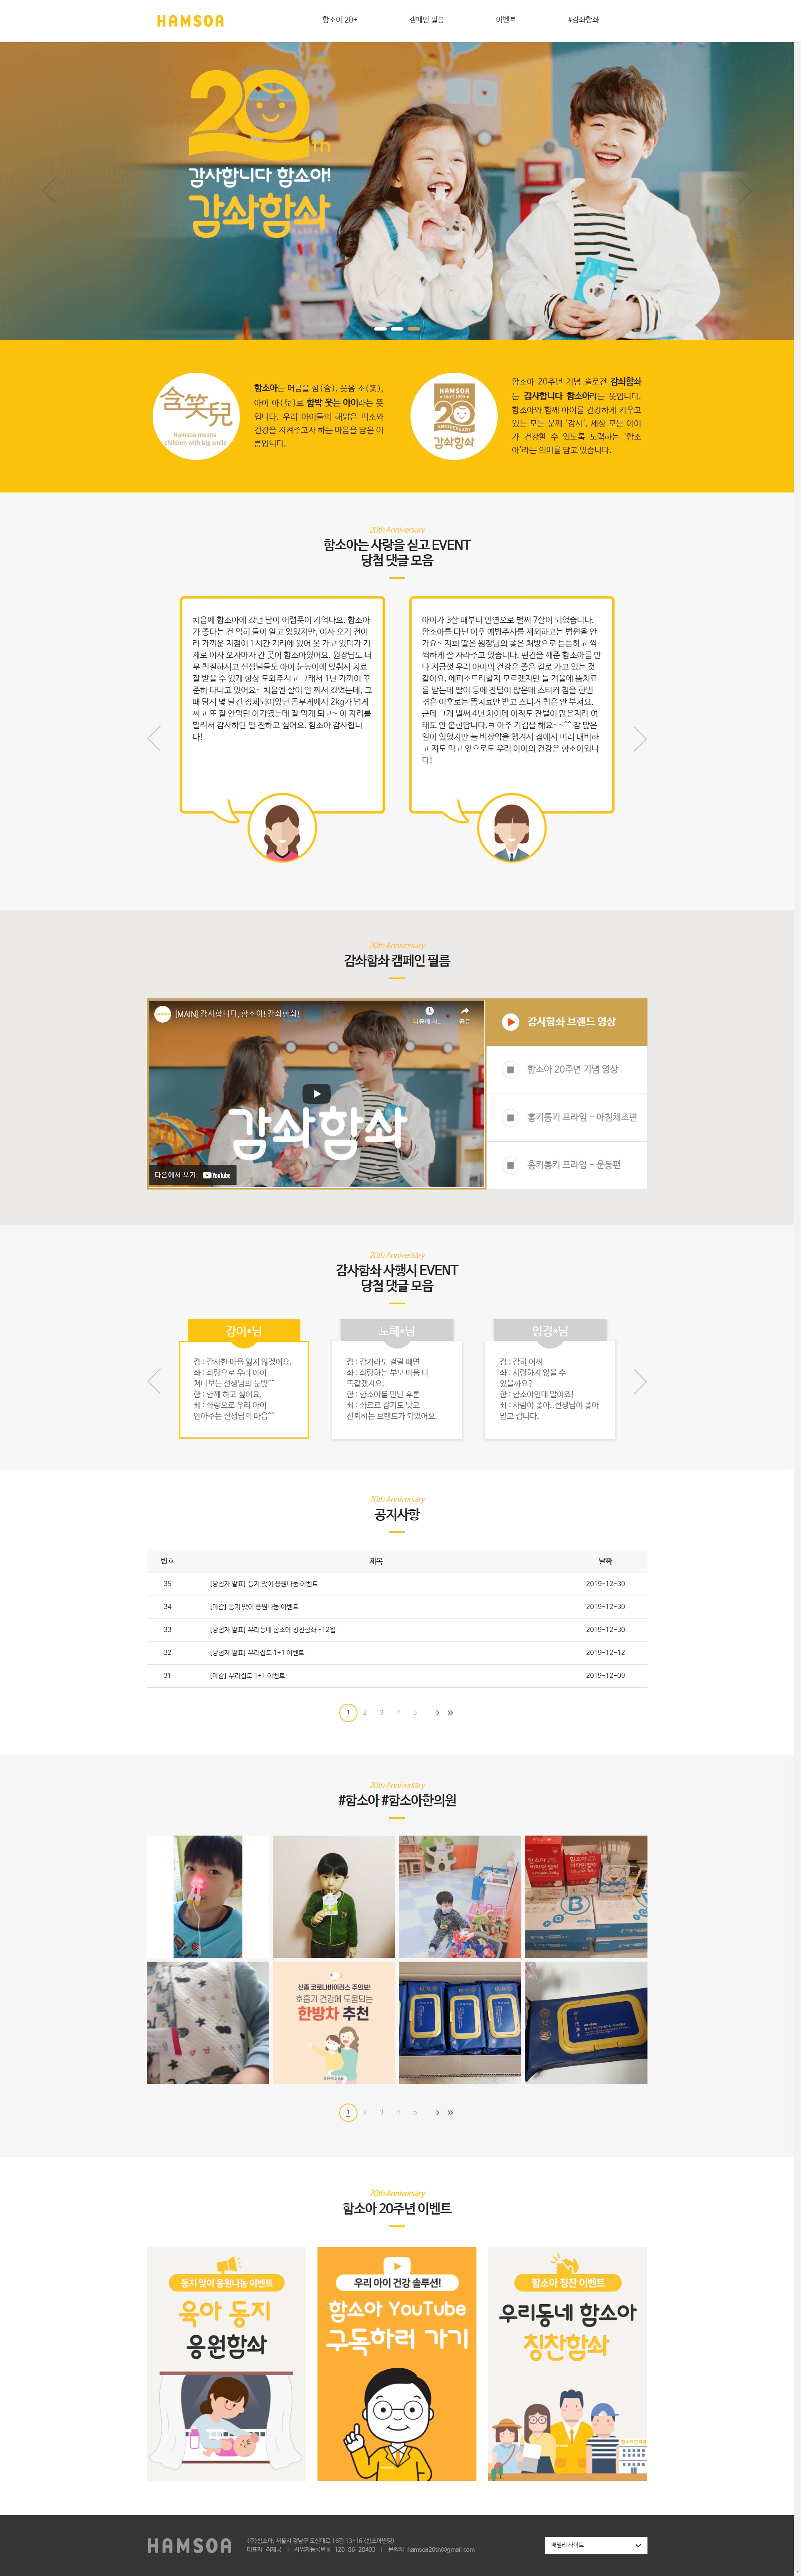 HAMSOA
함소아 20+
캠페인 필름
이벤트
#감솨함솨
20th
감사합니다 함소아!
감솨함솨
含笑兒
Hamsoa means
children with big smile
함소아는 머금을 함(含), 웃음 소(笑),
아이 아(兒)로 함박 웃는 아이라는 뜻
입니다. 우리 아이들의 해맑은 미소와
건강을 지켜주고자 하는 마음을 담은 이
름입니다.
HAMSOA
SINCE 1999
20
ANNIVERSARY
감솨함솨
함소아 20주년 기념 슬로건 감솨함솨
는 감사합니다 함소아라는 뜻입니다.
함소아와 함께 아이를 건강하게 키우고
있는 모든 분께 '감사', 세상 모든 아이
가 건강할 수 있도록 노력하는 '함소
아'라는 의미를 담고 있습니다.
20th Anniversary
함소아는 사랑을 싣고 EVENT
당첨 댓글 모음
처음에 함소아에 갔던 날이 어렴풋이 기억나요. 함소아
가 좋다는 건 익히 들어 알고 있었지만, 이사 오기 전이
라 가까운 지점이 1시간 거리에 있어 못 가고 있다가 거
제로 이사 오자마자 간 곳이 함소아였어요. 원장님도 너
무 친절하시고 선생님들도 아이 눈높이에 맞춰서 치료
잘 받을 수 있게 항상 도와주시고 그래서 1년 가까이 꾸
준히 다니고 있어요~ 처음엔 살이 안 쪄서 갔었는데, 그
때 당시 몇 달간 정체되어있던 몸무게에서 2kg가 넘게
찌고 또 잘 안먹던 아가였는데 잘 먹게 되고~ 이 자리를
빌려서 감사하단 말 전하고 싶어요. 함소아 감사합니
다!
아이가 3살 때부터 인연으로 벌써 7살이 되었습니다.
함소아를 다닌 이후 예방주사를 제외하고는 병원을 안
가요~ 저희 딸은 원장님의 좋은 처방으로 튼튼하고 씩
씩하게 잘 자라주고 있습니다. 편견을 깨준 함소아를 만
나 지금껏 우리 아이의 건강은 좋은 길로 가고 있는 것
같아요. 에피소드라할지 모르겠지만 늘 겨울에 뜸치료
를 받는데 딸이 등에 잔털이 많은데 스티커 침을 한번
겪은 이후로는 뜸치료만 받고 스티커 침은 안 부쳐요.
근데 그게 벌써 4년 차이테 아직도 잔털이 많은지라 여
태도 안 붙힌답니다.ㅋ 아주 기겁을 해요~~^^ 참 많은
일이 있었지만 늘 비상약을 챙겨서 집에서 미리 대비하
고 저도 먹고 앞으로도 우리 아이의 건강은 함소아입니
다!
20th Anniversary
감솨함솨 캠페인 필름
[MAIN] 감사합니다, 함소아! 감솨함솨!
나중에 시...
공유
감솨함솨
다음에서 보기: YouTube
감사함솨 브랜드 영상
함소아 20주년 기념 영상
홍키통키 프라임 - 아침체조편
홍키통키 프라임 - 운동편
20th Anniversary
감사함솨 사행시 EVENT
당첨 댓글 모음
강이*님
감 : 감사한 마음 잃지 않겠어요.
솨 : 솨랑으로 우리 아이
쳐다보는 선생님의 눈빛^^
함 : 함께 하고 싶어요.
솨 : 솨랑으로 우리 아이
안아주는 선생님의 마음^^
노혜*님
감 : 감기라도 걸릴 때면
솨 : 솨랑하는 부모 마음 다
똑같겠지요.
함 : 함소아를 만난 후론
솨 : 솨르르 감기도 낫고
신뢰하는 브랜드가 되었어요.
임경*님
감 : 감히 어찌
솨 : 사랑하지 않을 수
있을까요?
함 : 함소아인데 말이죠!
솨 : 사람이 좋아..선생님이 좋아
믿고 갑니다.
20th Anniversary
공지사항
번호 제목 날짜
35 [당첨자 발표] 동지 맞이 응원나눔 이벤트 2019-12-30
34 [마감] 동지 맞이 응원나눔 이벤트 2019-12-30
33 [당첨자 발표] 우리동네 함소아 칭찬함솨 -12월 2019-12-30
32 [당첨자 발표] 우리집도 1+1 이벤트 2019-12-12
31 [마감] 우리집도 1+1 이벤트 2019-12-09
1 2 3 4 5 > »
20th Anniversary
#함소아 #함소아한의원
함소아
비타민젤리
함소아
비타민젤리
신종 코로나바이러스 주의보!
호흡기 건강에 도움되는
한방차 추천
HAMSOA
1 2 3 4 5 > »
20th Anniversary
함소아 20주년 이벤트
동지 맞이 응원나눔 이벤트
육아 동지
응원함솨
우리 아이 건강 솔루션!
함소아 YouTube
구독하러 가기
함소아 칭찬 이벤트
우리동네 함소아
칭찬함솨
함소아한의원
HAMSOA
(주)함소아, 서울시 강남구 도산대로 16길 13-16 (함소아빌딩)
대표자 최재국 | 사업자등록번호 120-86-28403 | 문의처 hamsoa20th@gmail.com
패밀리 사이트